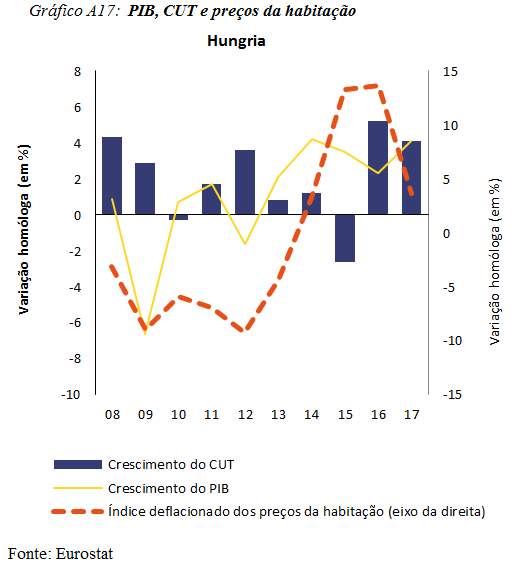 Gráfico A17: PIB, CUT e preços da habitação
Hungria
Variação homóloga (em %)
8
6
4
2
0
-2
-4
-6
-8
-10
15
10
5
0
-5
-10
-15
Variação homóloga (em %)
08 09 10 11 12 13 14 15 16 17
Crescimento do CUT
Crescimento do PIB
Índice deflacionado dos preços da habitação (eixo da direita)
Fonte: Eurostat